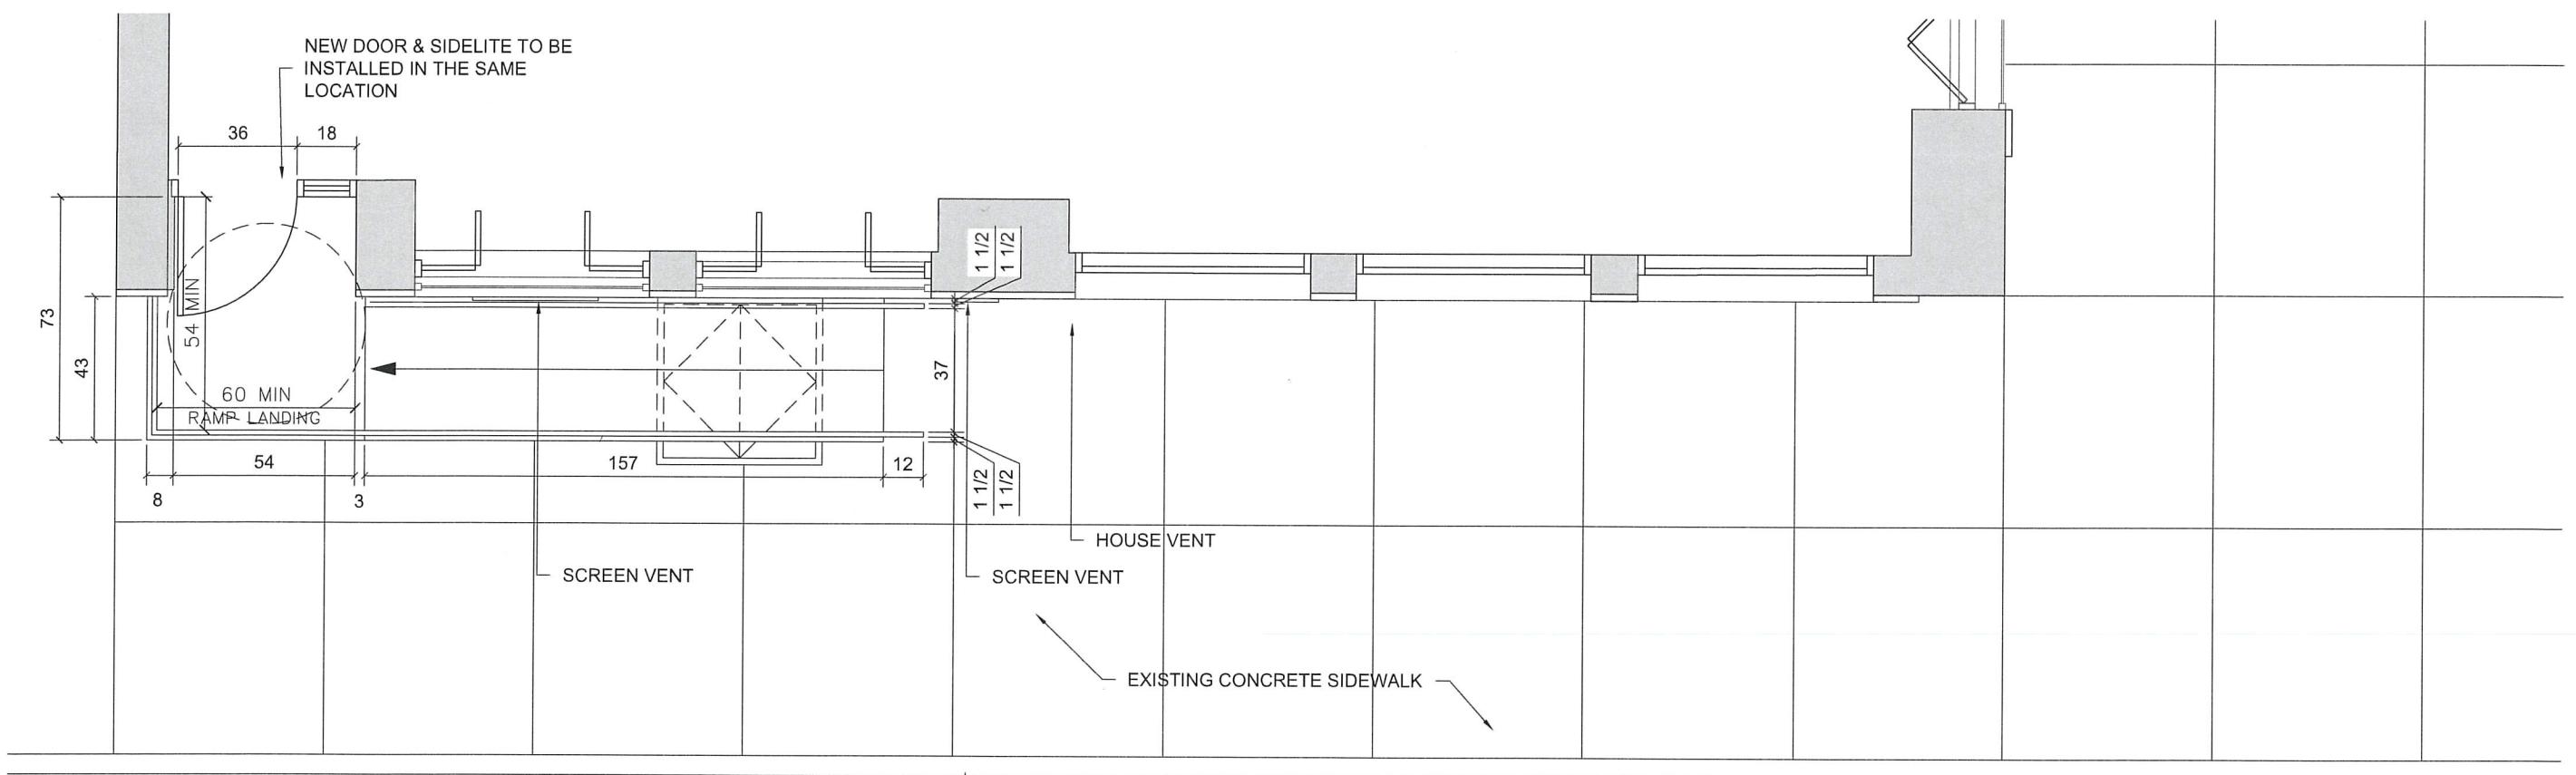 NEW DOOR & SIDELITE TO BE
INSTALLED IN THE SAME
LOCATION
36
18
1 1/2
1 1/2
73
54 MIN
43
37
60 MIN
RAMP LANDING
54
157
12
8
3
1 1/2
1 1/2
HOUSE VENT
SCREEN VENT
SCREEN VENT
EXISTING CONCRETE SIDEWALK